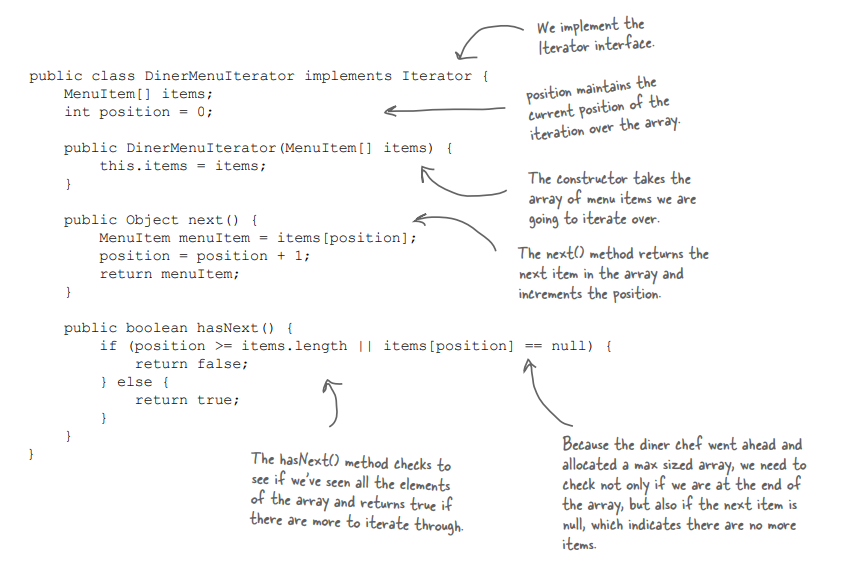 We implement the
Iterator interface.
public class DinerMenuIterator implements Iterator {
MenuItem[] items;
int position = 0;
position maintains the
current position of the
iteration over the array.
public DinerMenuIterator(MenuItem[] items) {
this.items = items;
}
The constructor takes the
array of menu items we are
going to iterate over.
public Object next() {
MenuItem menuItem = items[position];
position = position + 1;
return menuItem;
}
The next() method returns the
next item in the array and
increments the position.
public boolean hasNext() {
if (position >= items.length || items[position] == null) {
return false;
} else {
return true;
}
}
}
The hasNext() method checks to
see if we've seen all the elements
of the array and returns true if
there are more to iterate through.
Because the diner chef went ahead and
allocated a max sized array, we need to
check not only if we are at the end of
the array, but also if the next item is
null, which indicates there are no more
items.